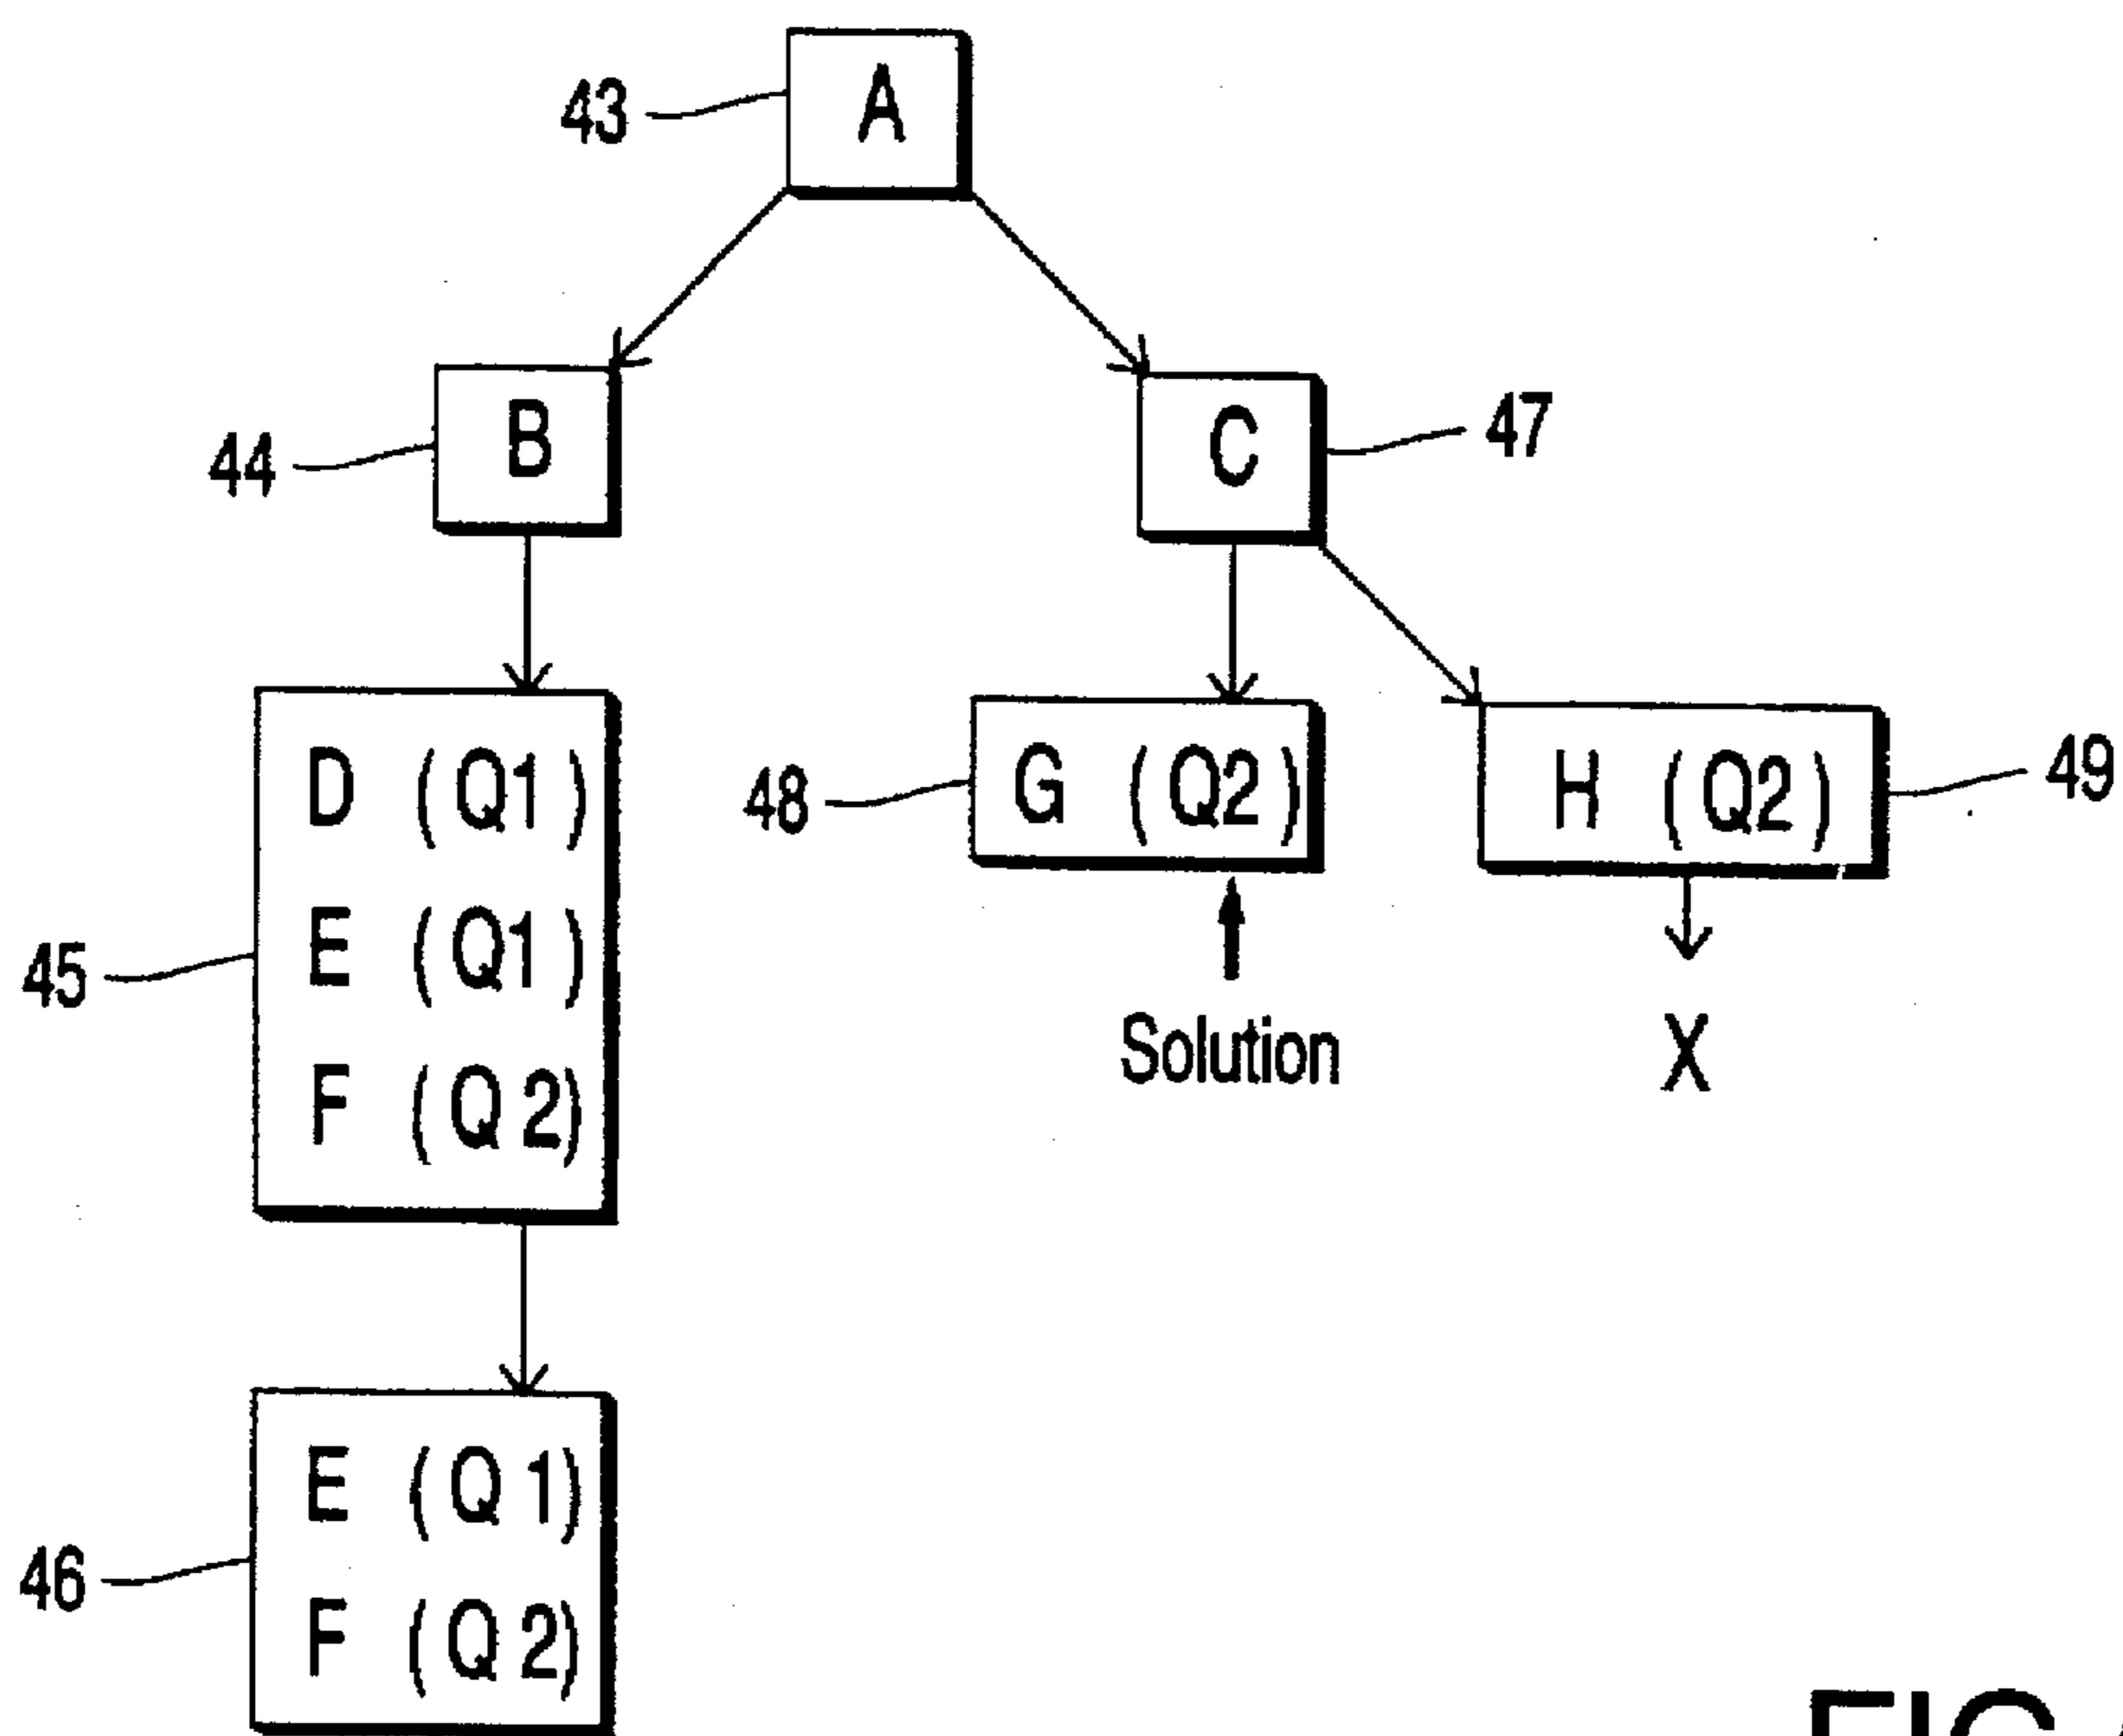 43
A
44
B
C
47
45
D (Q1)
E (Q1)
F (Q2)
48
G (Q2)
H (Q2)
49
Solution
X
46
E (Q1)
F (Q2)